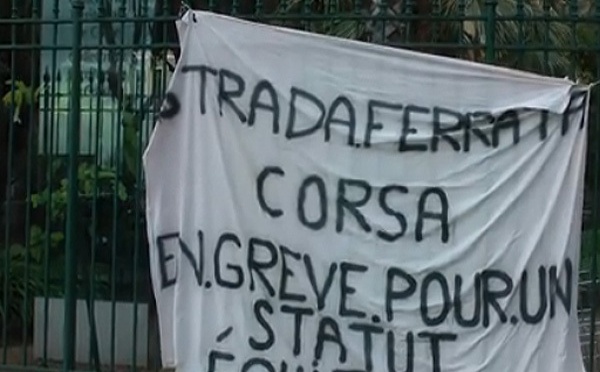 STRADA.FERRATA
CORSA
EN.GREVE.POUR.UN
STATUT